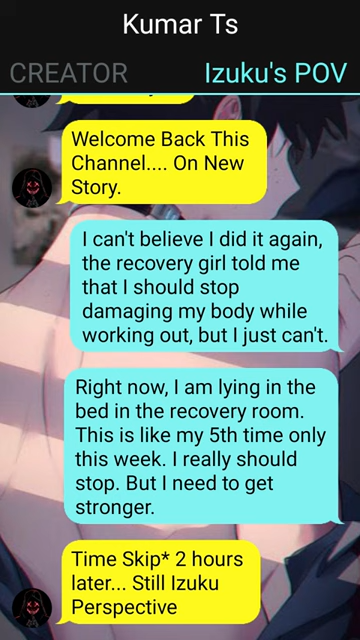 Kumar Ts
CREATOR
Izuku's POV
Welcome Back This
Channel.... On New
Story.
I can't believe I did it again,
the recovery girl told me
that I should stop
damaging my body while
working out, but I just can't.
Right now, I am lying in the
bed in the recovery room.
This is like my 5th time only
this week. I really should
stop. But I need to get
stronger.
Time Skip* 2 hours
later... Still Izuku
Perspective